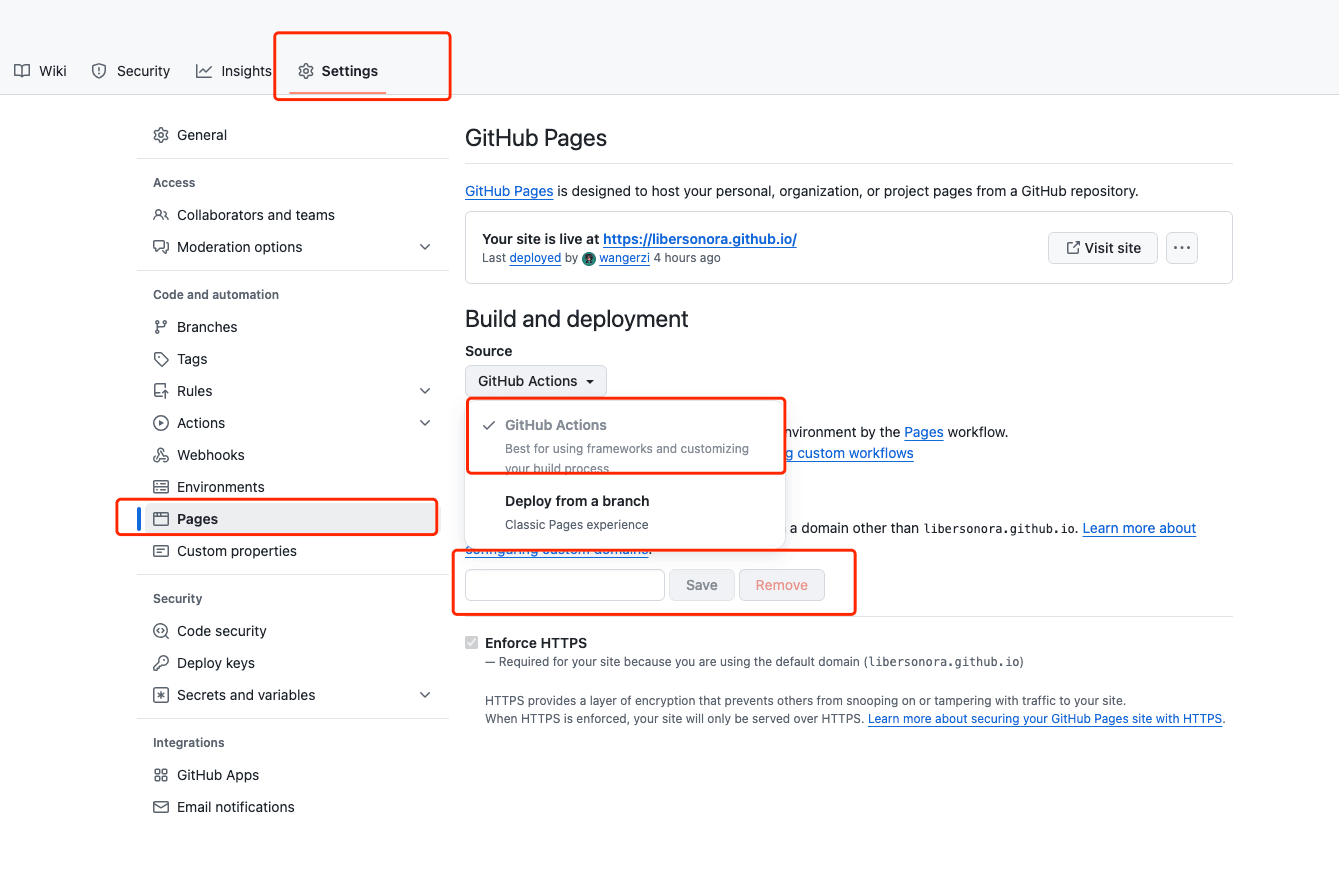 Wiki
Security
Insights
Settings
General
Access
Collaborators and teams
Moderation options
Code and automation
Branches
Tags
Rules
Actions
Webhooks
Environments
Pages
Custom properties
Security
Code security
Deploy keys
Secrets and variables
Integrations
GitHub Apps
Email notifications
GitHub Pages
GitHub Pages is designed to host your personal, organization, or project pages from a GitHub repository.
Your site is live at https://libersonora.github.io/
Last deployed by wangerzi 4 hours ago
Visit site
Build and deployment
Source
GitHub Actions
GitHub Actions
Best for using frameworks and customizing
your build process
Deploy from a branch
Classic Pages experience
nvironment by the Pages workflow.
g custom workflows
a domain other than libersonora.github.io. Learn more about
configuring custom domains.
Save
Remove
Enforce HTTPS
— Required for your site because you are using the default domain (libersonora.github.io)
HTTPS provides a layer of encryption that prevents others from snooping on or tampering with traffic to your site.
When HTTPS is enforced, your site will only be served over HTTPS. Learn more about securing your GitHub Pages site with HTTPS.